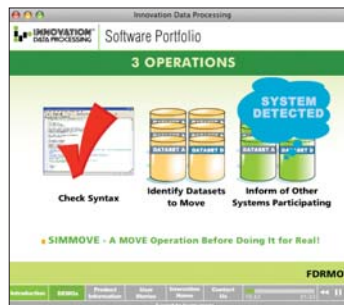 Innovation Data Processing
INNOVATION
DATA PROCESSING
Software Portfolio
3 OPERATIONS
SYSTEM
DETECTED
DATASET A
Check Syntax
Identify Datasets
to Move
Inform of Other
Systems Participating
SIMMOVE - A MOVE Operation Before Doing It for Real!
FDRMO
Introduction
DEMOs
Product
Information
User
Stories
Innovation
News
Contact
Us